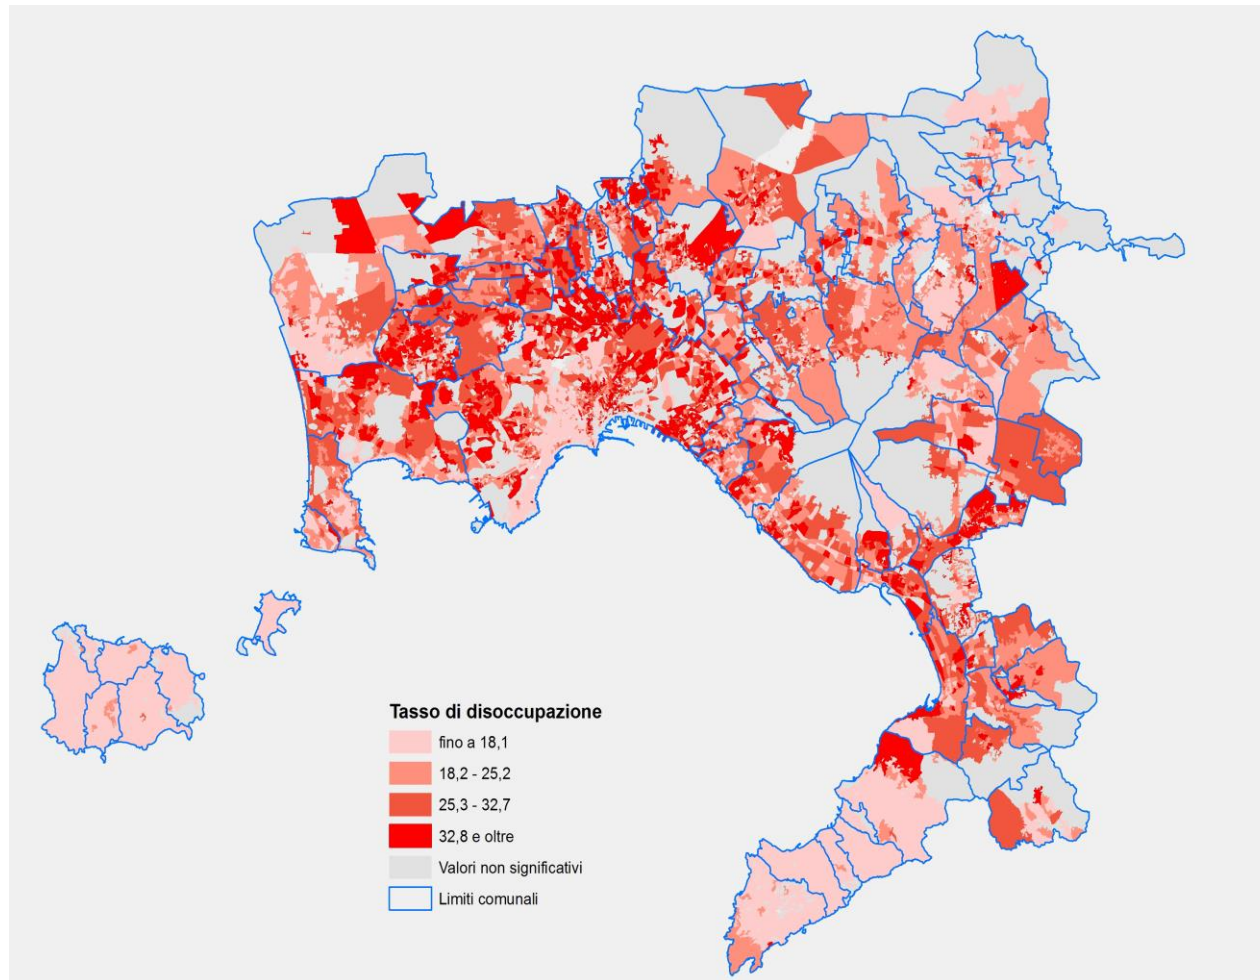 Tasso di disoccupazione
fino a 18,1
18,2 - 25,2
25,3 - 32,7
32,8 e oltre
Valori non significativi
Limiti comunali